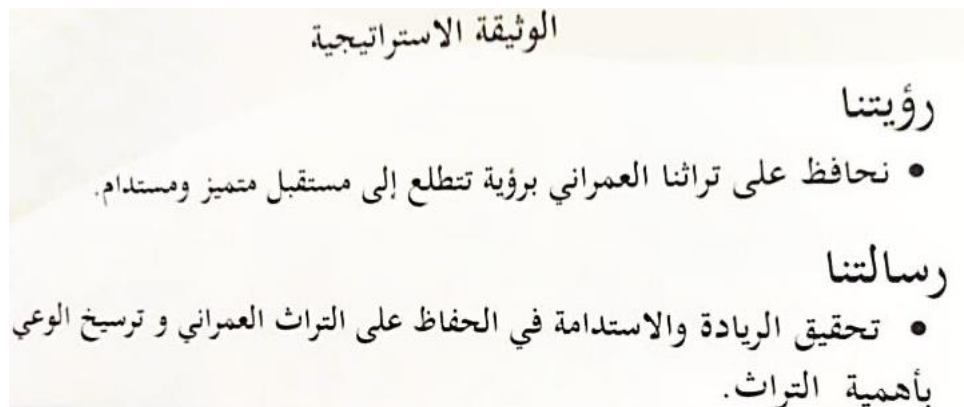 الوثيقة الاستراتيجية
رؤيتنا
• نحافظ على تراثنا العمراني برؤية تتطلع إلى مستقبل متميز ومستدام.
رسالتنا
• تحقيق الريادة والاستدامة في الحفاظ على التراث العمراني و ترسيخ الوعي
بأهمية التراث.